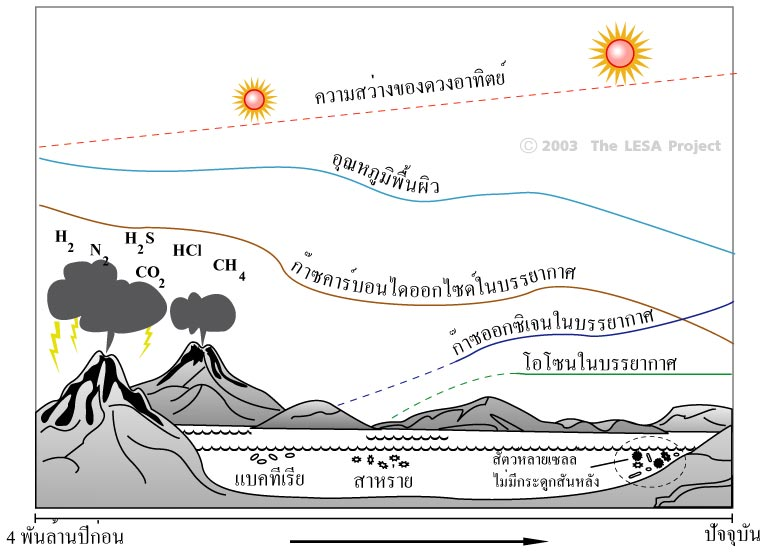 ความสว่างของดวงอาทิตย์
© 2003 The LESA Project
อุณหภูมิพื้นผิว
H2
N2
H2S
HCl
CO2
CH4
ก๊าซคาร์บอนไดออกไซด์ในบรรยากาศ
ก๊าซออกซิเจนในบรรยากาศ
โอโซนในบรรยากาศ
แบคทีเรีย
สาหราย
สัตวหลายเซลล
ไม่มีกระดูกสันหลัง
4 พันล้านปีก่อน
ปัจจุบัน